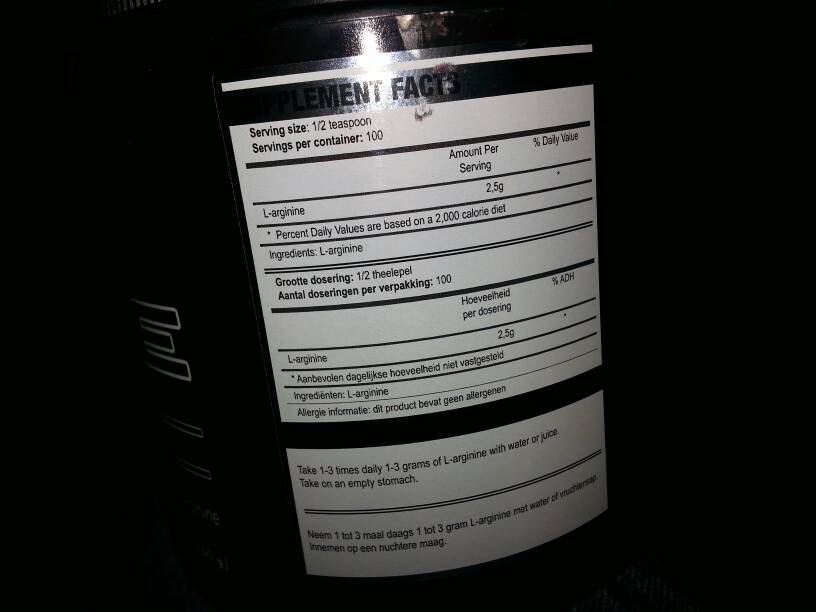 SUPPLEMENT FACTS
Serving size: 1/2 teaspoon
Servings per container: 100
Amount Per
Serving
% Daily Value
L-arginine 2,5g *
* Percent Daily Values are based on a 2,000 calorie diet
Ingredients: L-arginine
Grootte dosering: 1/2 theelepel
Aantal doseringen per verpakking: 100
Hoeveelheid
per dosering
% ADH
L-arginine 2,5g *
* Aanbevolen dagelijkse hoeveelheid niet vastgesteld
Ingrediënten: L-arginine
Allergie informatie: dit product bevat geen allergenen
Take 1-3 times daily 1-3 grams of L-arginine with water or juice.
Take on an empty stomach.
Neem 1 tot 3 maal daags 1 tot 3 gram L-arginine met water of vruchtensap.
Innemen op een nuchtere maag.